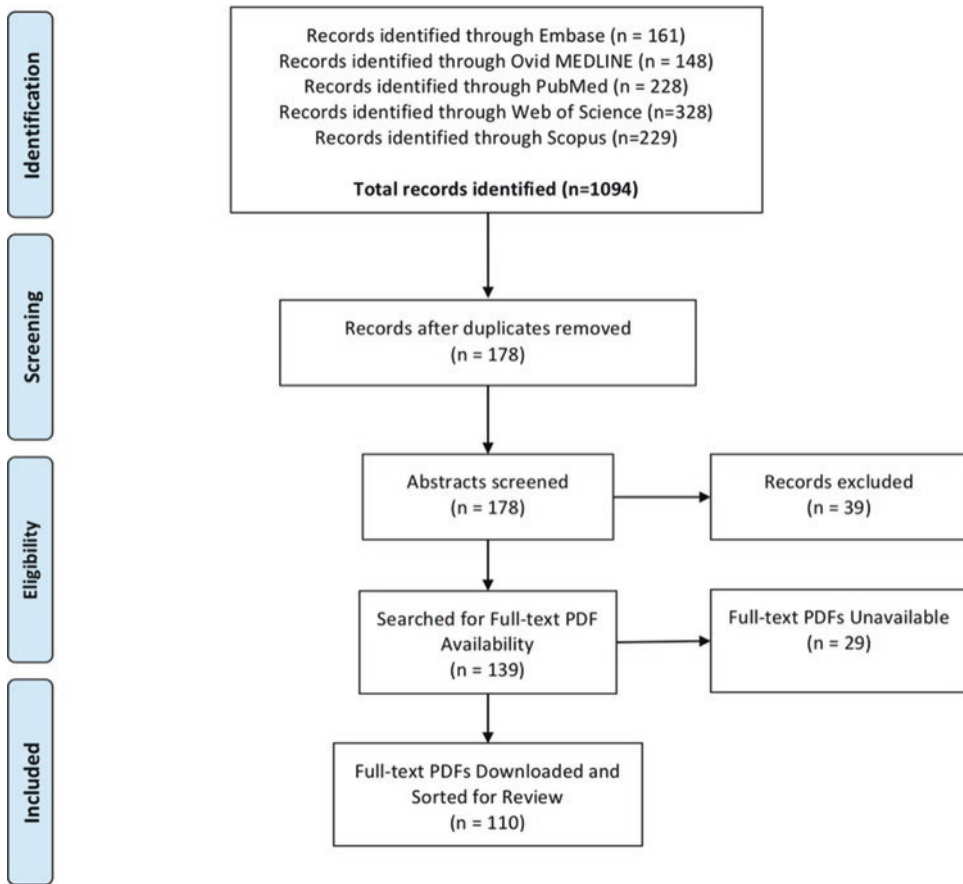 Identification
Records identified through Embase (n = 161)
Records identified through Ovid MEDLINE (n = 148)
Records identified through PubMed (n = 228)
Records identified through Web of Science (n=328)
Records identified through Scopus (n=229)
Total records identified (n=1094)
Screening
Records after duplicates removed
(n = 178)
Eligibility
Abstracts screened
(n = 178)
Records excluded
(n = 39)
Searched for Full-text PDF
Availability
(n = 139)
Full-text PDFs Unavailable
(n = 29)
Included
Full-text PDFs Downloaded and
Sorted for Review
(n = 110)